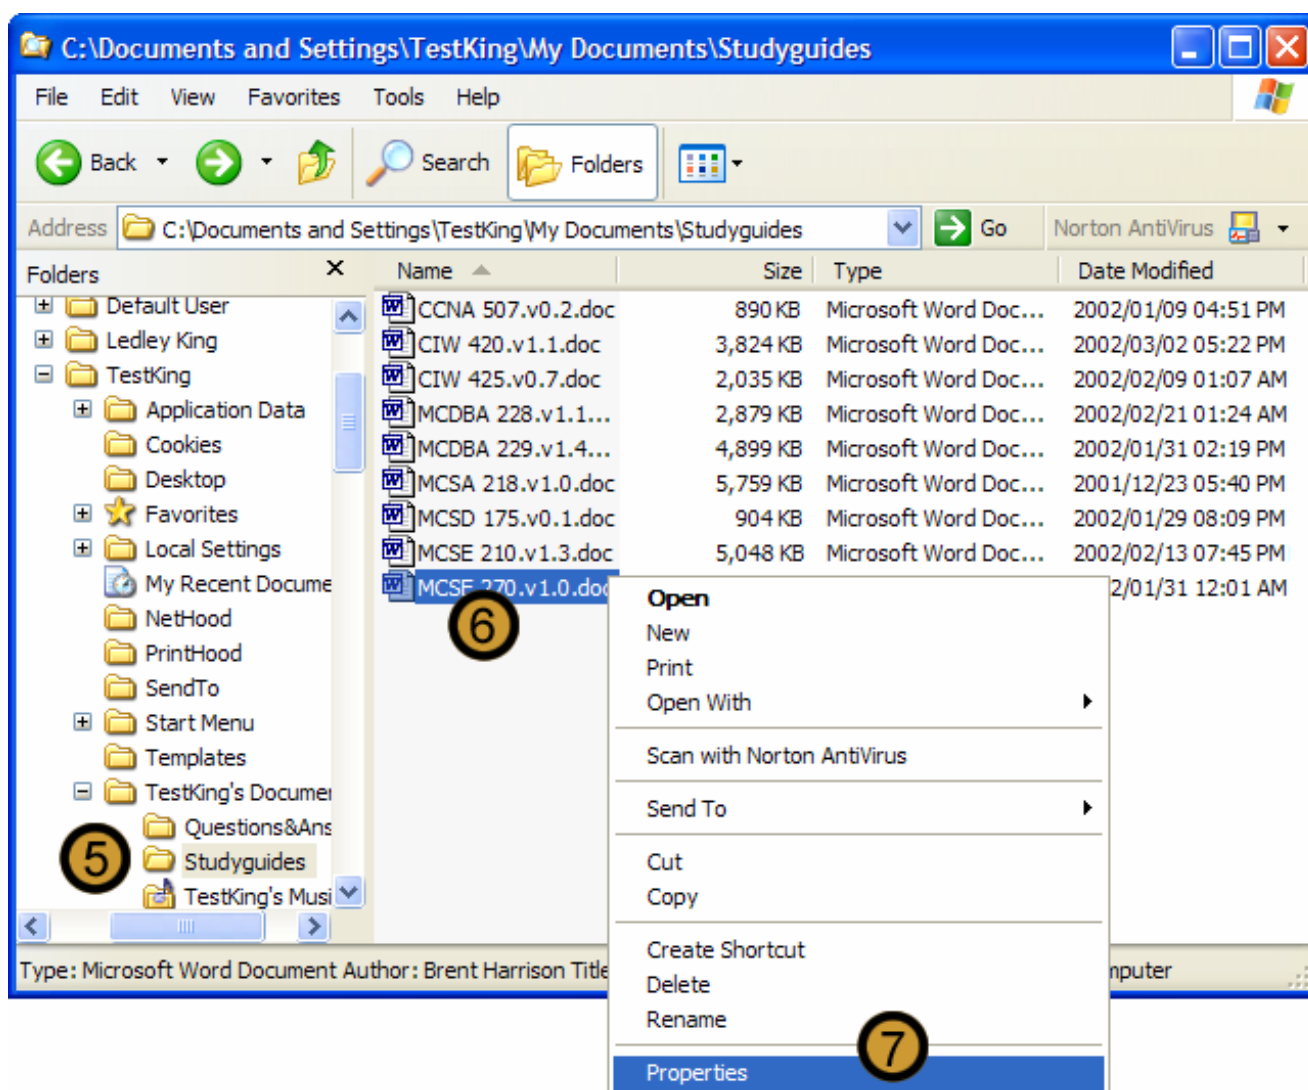 C:\Documents and Settings\TestKing\My Documents\Studyguides
File Edit View Favorites Tools Help
Back Search Folders
Address C:\Documents and Settings\TestKing\My Documents\Studyguides Go Norton AntiVirus
Folders Name Size Type Date Modified
Default User CCNA 507.v0.2.doc 890 KB Microsoft Word Doc... 2002/01/09 04:51 PM
Ledley King CIW 420.v1.1.doc 3,824 KB Microsoft Word Doc... 2002/03/02 05:22 PM
TestKing CIW 425.v0.7.doc 2,035 KB Microsoft Word Doc... 2002/02/09 01:07 AM
Application Data MCDBA 228.v1.1... 2,879 KB Microsoft Word Doc... 2002/02/21 01:24 AM
Cookies MCDBA 229.v1.4... 4,899 KB Microsoft Word Doc... 2002/01/31 02:19 PM
Desktop MCSA 218.v1.0.doc 5,759 KB Microsoft Word Doc... 2001/12/23 05:40 PM
Favorites MCSD 175.v0.1.doc 904 KB Microsoft Word Doc... 2002/01/29 08:09 PM
Local Settings MCSE 210.v1.3.doc 5,048 KB Microsoft Word Doc... 2002/02/13 07:45 PM
My Recent Docume MCSE 270.v1.0.doc 2/01/31 12:01 AM
NetHood
PrintHood
SendTo
Start Menu
Templates
TestKing's Documen
Questions&Ans
5 Studyguides
TestKing's Musi
6
Open
New
Print
Open With
Scan with Norton AntiVirus
Send To
Cut
Copy
Create Shortcut
Delete
Rename
7
Properties
Type: Microsoft Word Document Author: Brent Harrison Title mputer